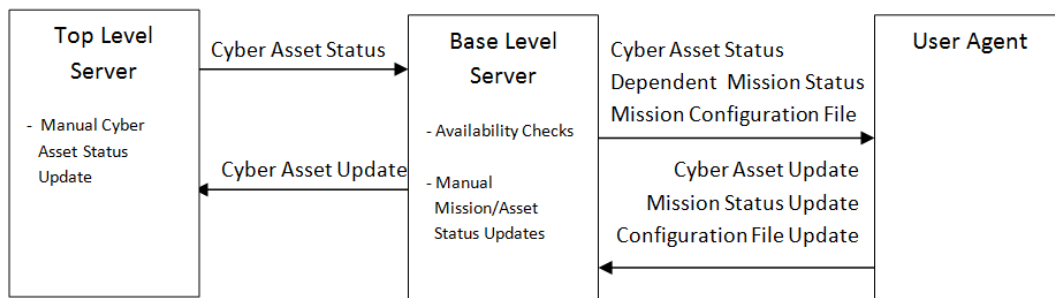 Top Level
Server
- Manual Cyber
Asset Status
Update
Cyber Asset Status
Cyber Asset Update
Base Level
Server
- Availability Checks
- Manual
Mission/Asset
Status Updates
Cyber Asset Status
Dependent Mission Status
Mission Configuration File
Cyber Asset Update
Mission Status Update
Configuration File Update
User Agent